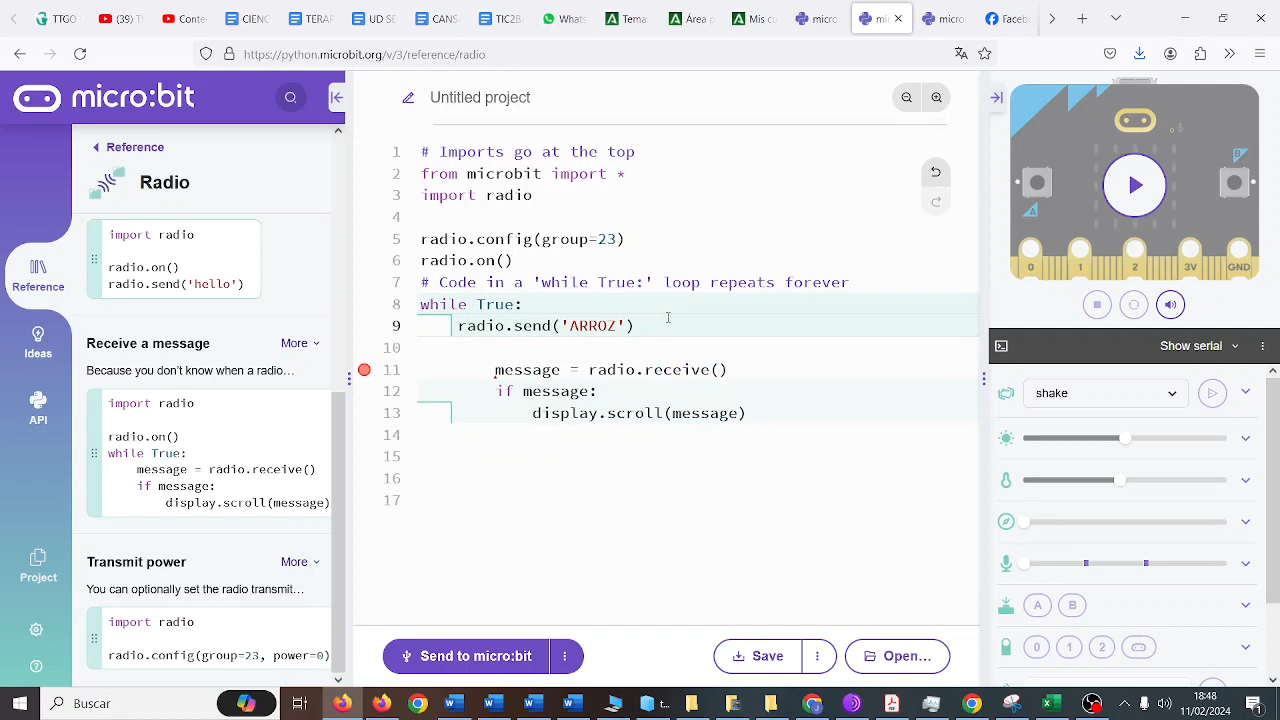 TIGO
(39) T
Conv
CIENC
TERAF
UD SE
CANS
TIC2E
Whats
Tema
Área
Mis cu
micro
mic
micro
Faceb
https://python.microbit.org/v/3/reference/radio
micro:bit
Reference
Radio
import radio
radio.on()
radio.send('hello')
Receive a message
More
Because you don't know when a radio…
import radio
radio.on()
while True:
message = radio.receive()
if message:
display.scroll(message)
Transmit power
More
You can optionally set the radio transmit…
import radio
radio.config(group=23, power=0)
Reference
Ideas
API
Project
Untitled project
1 # Imports go at the top
2 from microbit import *
3 import radio
4
5 radio.config(group=23)
6 radio.on()
7 # Code in a 'while True:' loop repeats forever
8 while True:
9 radio.send('ARROZ')
10
11 message = radio.receive()
12 if message:
13 display.scroll(message)
14
15
16
17
Send to micro:bit
Save
Open...
A
B
0 1 2 3V GND
Show serial
shake
A B
0 1 2
Buscar
18:48
11/02/2024